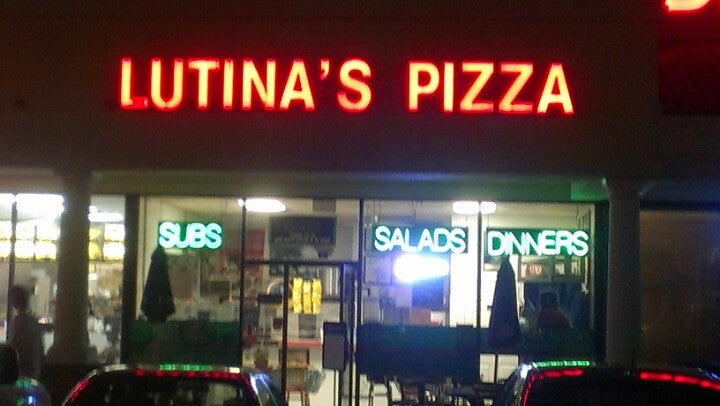 LUTINA'S PIZZA
SUBS
SALADS
DINNERS